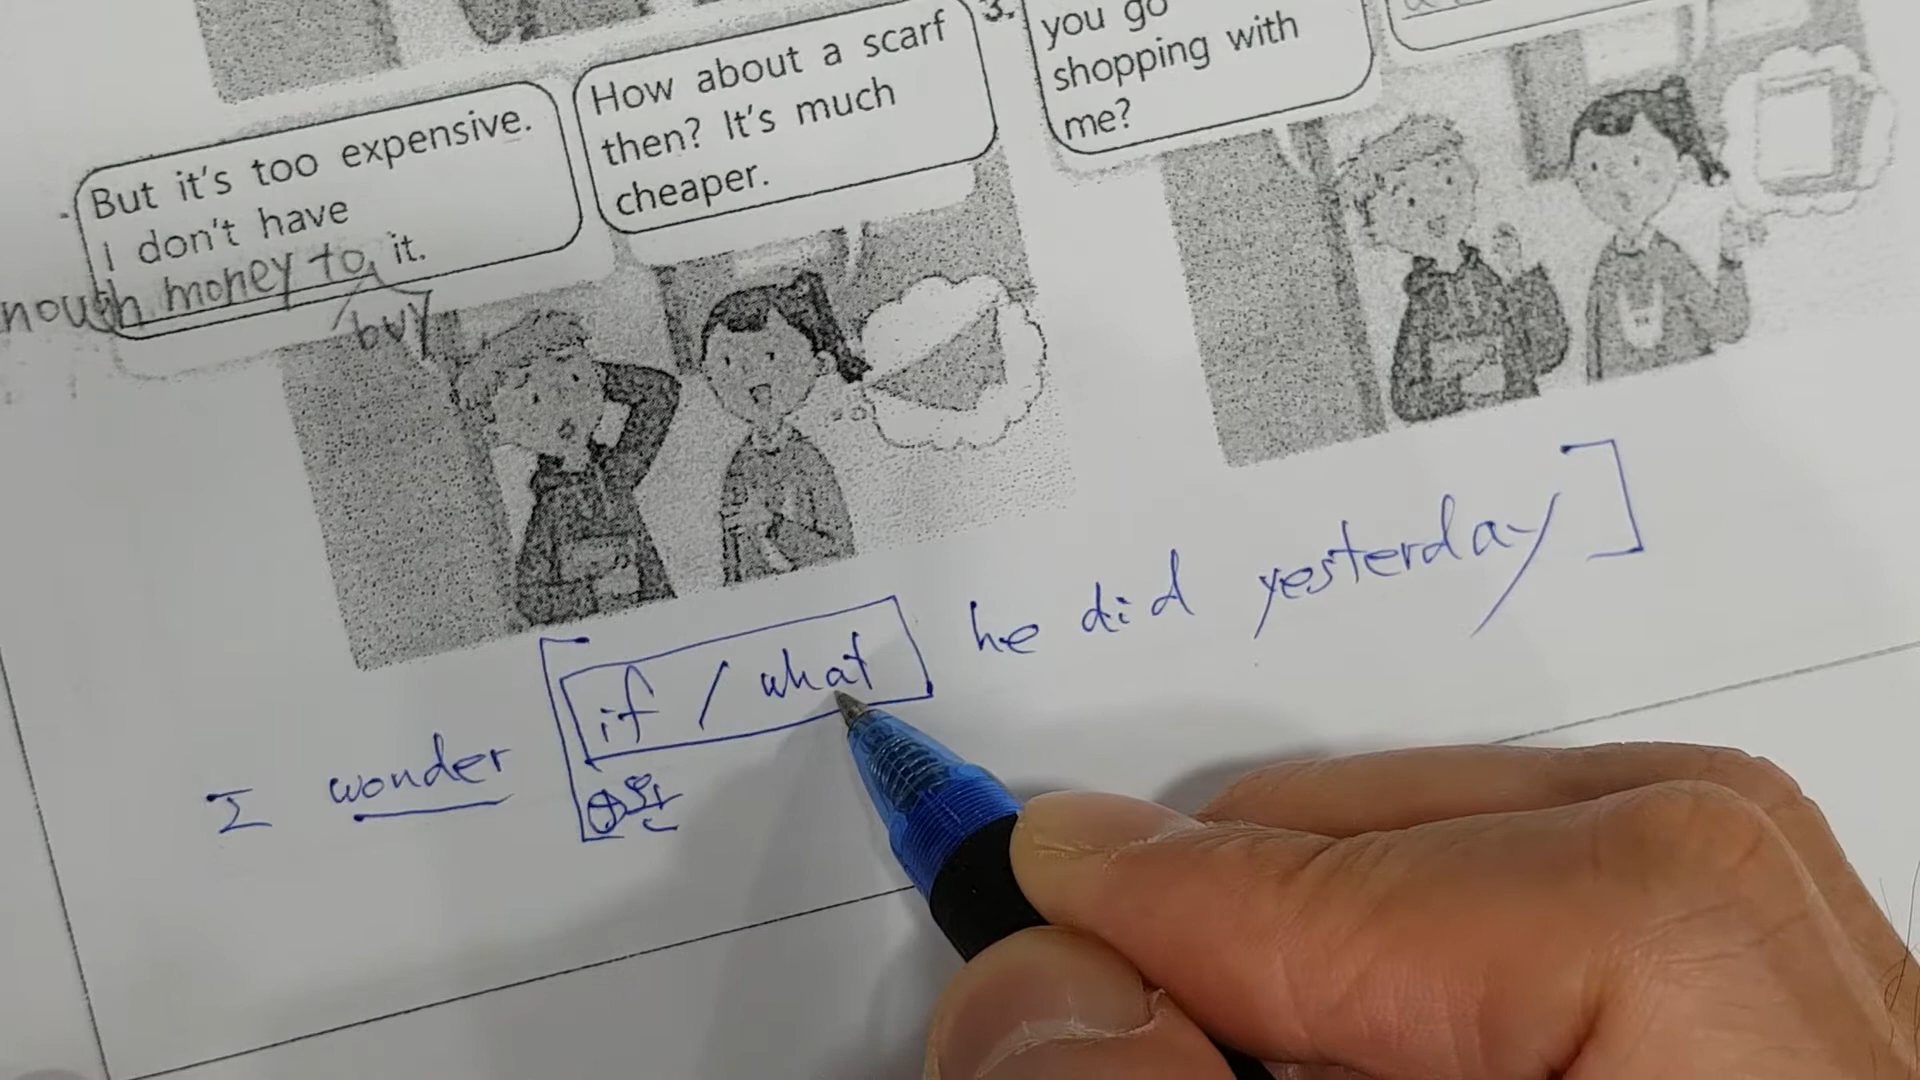 3.
you go
shopping with
me?
How about a scarf
then? It's much
cheaper.
But it's too expensive.
I don't have
nough money to it.
buy
I wonder [ if / what he did yesterday ]